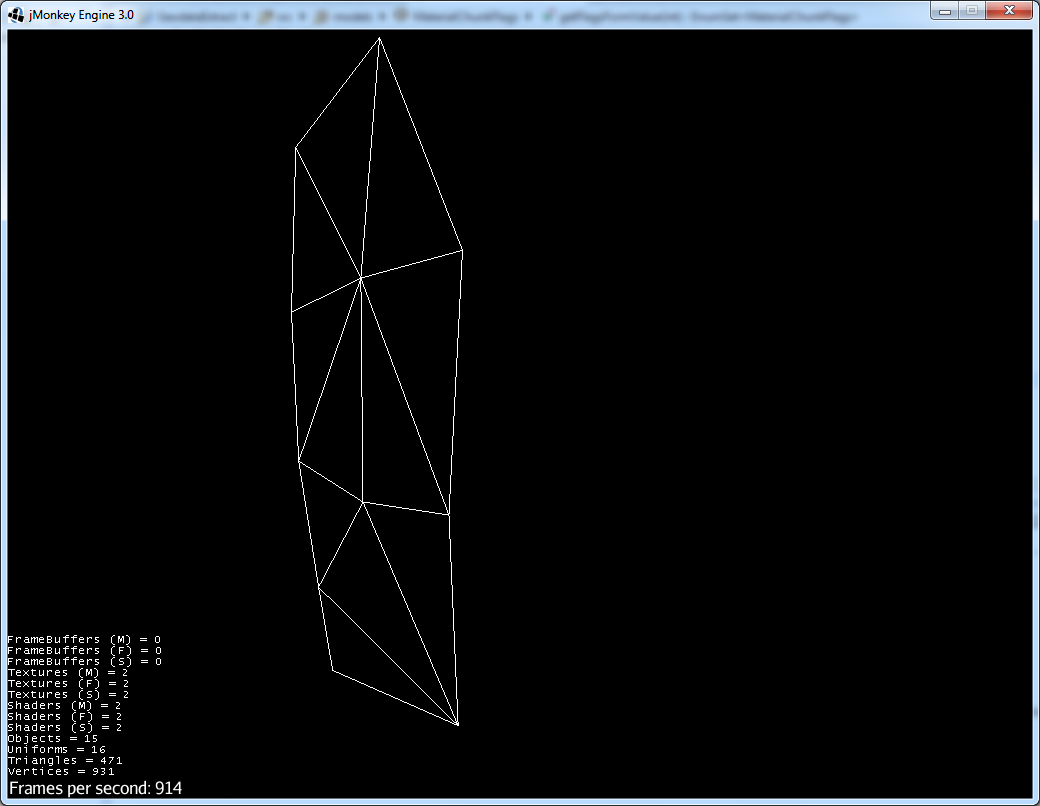 jMonkey Engine 3.0
FrameBuffers (M) = 0
FrameBuffers (F) = 0
FrameBuffers (S) = 0
Textures (M) = 2
Textures (F) = 2
Textures (S) = 2
Shaders (M) = 2
Shaders (F) = 2
Shaders (S) = 2
Objects = 15
Uniforms = 16
Triangles = 471
Vertices = 931
Frames per second: 914